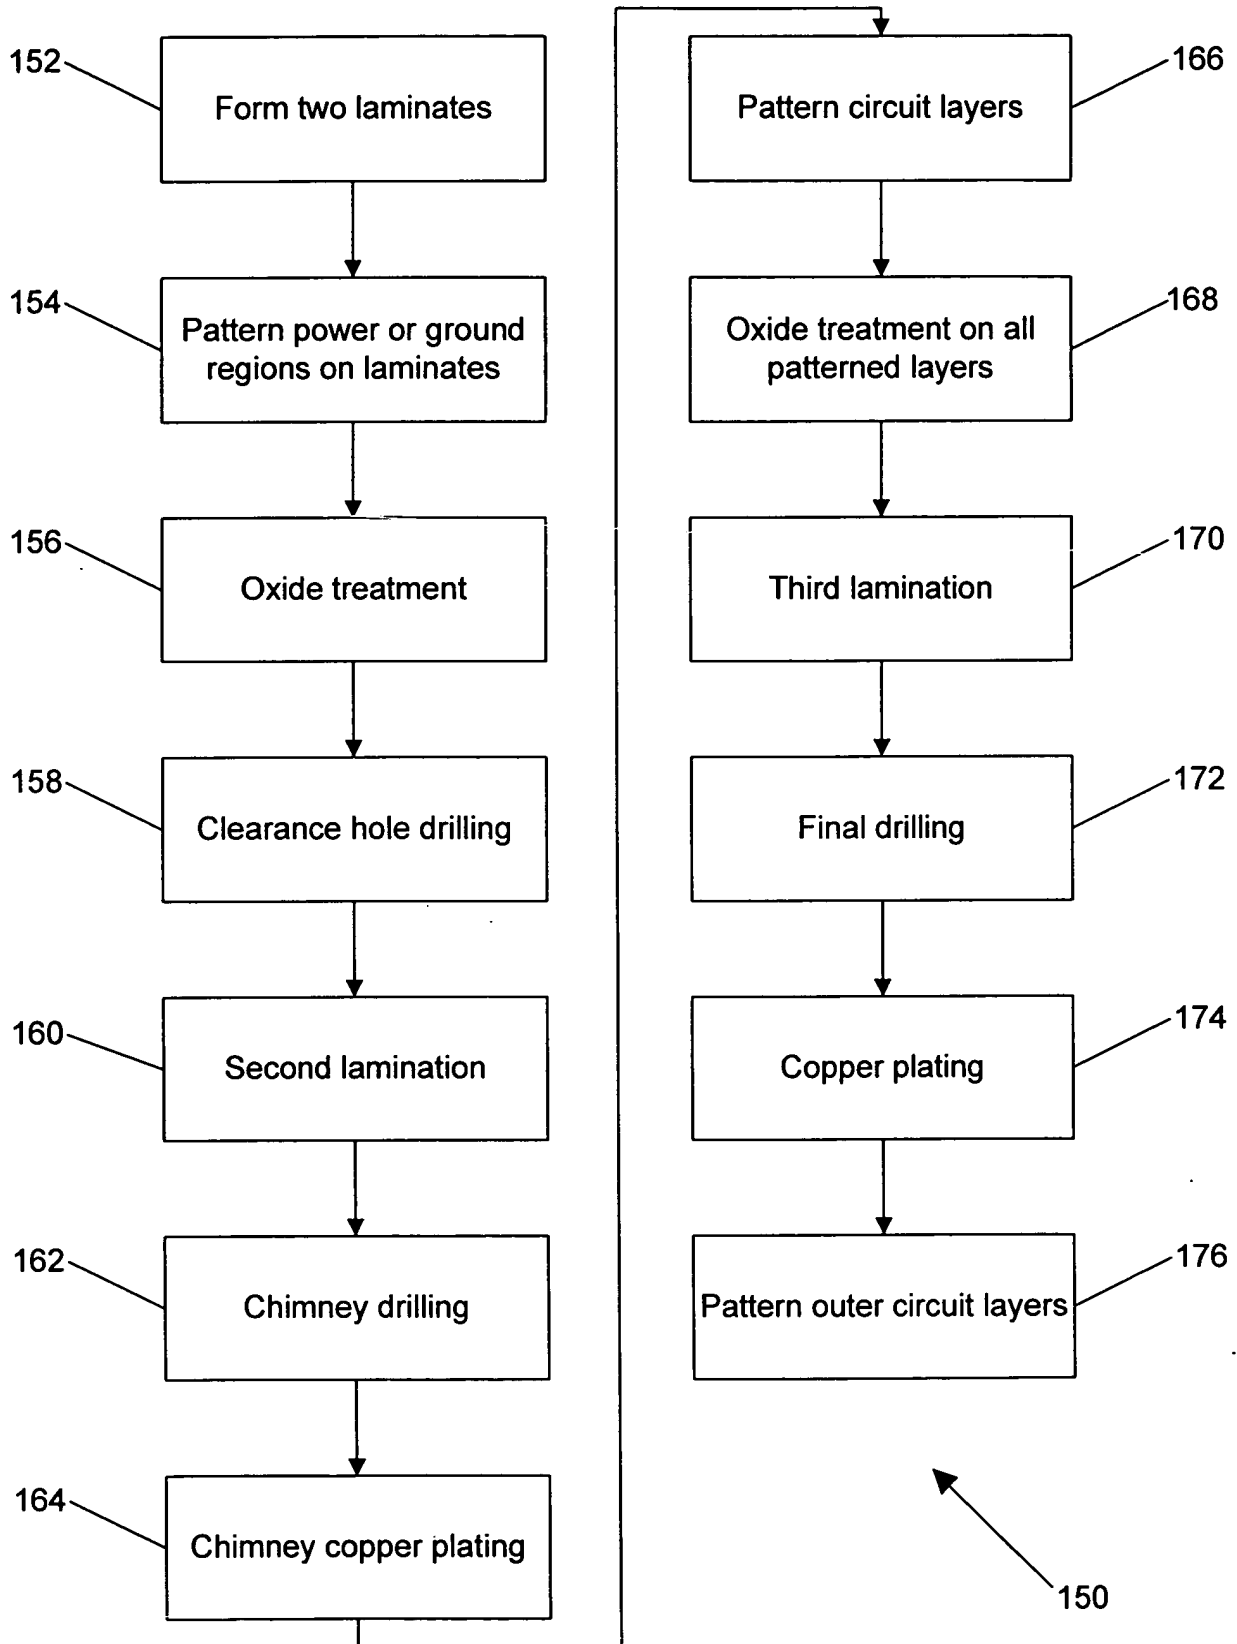 152
Form two laminates
154
Pattern power or ground
regions on laminates
156
Oxide treatment
158
Clearance hole drilling
160
Second lamination
162
Chimney drilling
164
Chimney copper plating
166
Pattern circuit layers
168
Oxide treatment on all
patterned layers
170
Third lamination
172
Final drilling
174
Copper plating
176
Pattern outer circuit layers
150